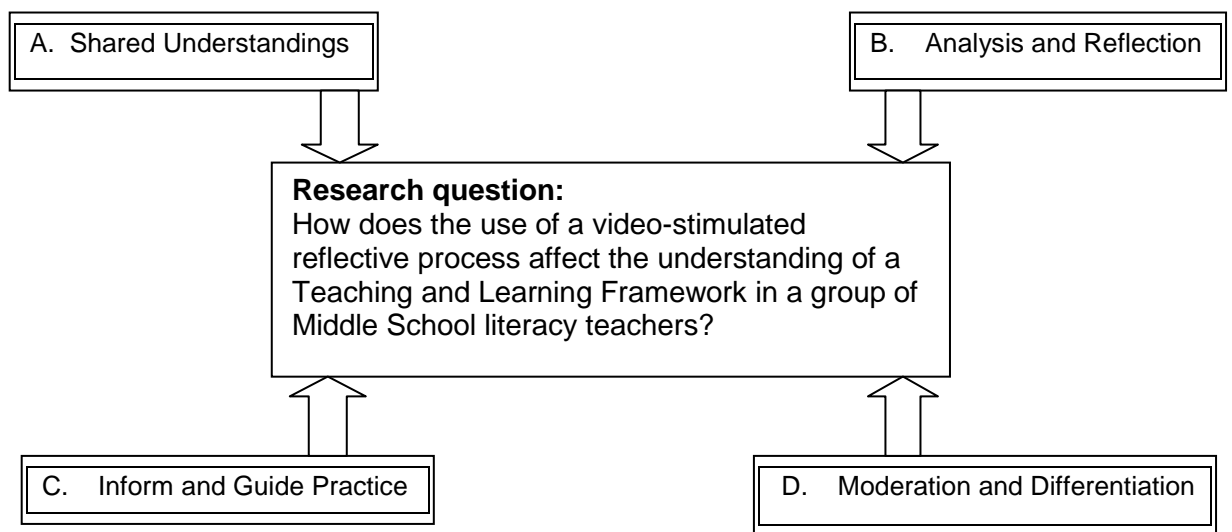 A. Shared Understandings
B. Analysis and Reflection
Research question:
How does the use of a video-stimulated
reflective process affect the understanding of a
Teaching and Learning Framework in a group of
Middle School literacy teachers?
C. Inform and Guide Practice
D. Moderation and Differentiation